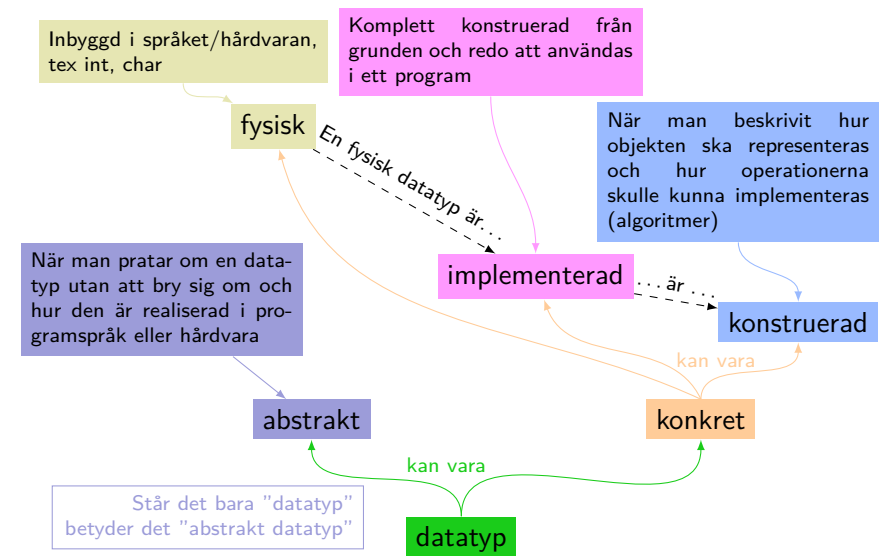 Inbyggd i språket/hårdvaran,
tex int, char
Komplett konstruerad från
grunden och redo att användas
i ett program
fysisk
En fysisk datatyp är...
När man beskrivit hur
objekten ska representeras
och hur operationerna
skulle kunna implementeras
(algoritmer)
När man pratar om en data-
typ utan att bry sig om och
hur den är realiserad i pro-
gramspråk eller hårdvara
implementerad
... är ...
konstruerad
kan vara
abstrakt
konkret
kan vara
Står det bara ”datatyp”
betyder det ”abstrakt datatyp”
datatyp